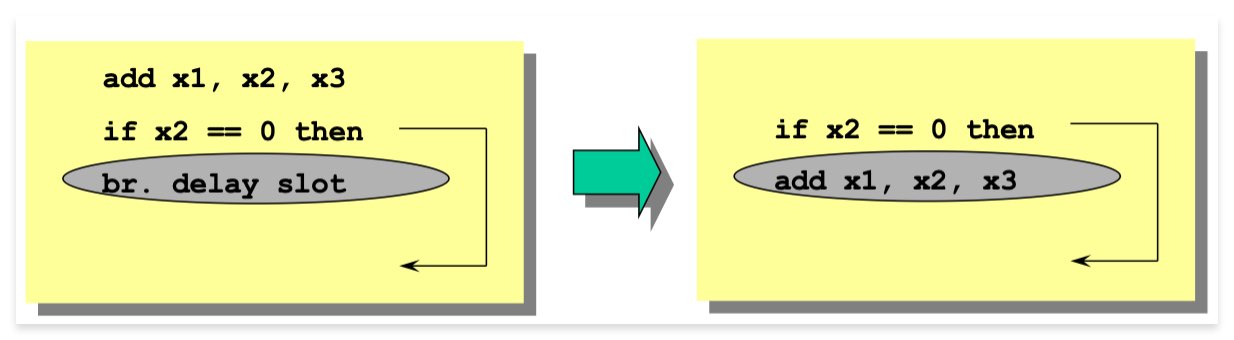 add x1, x2, x3
if x2 == 0 then
br. delay slot
if x2 == 0 then
add x1, x2, x3